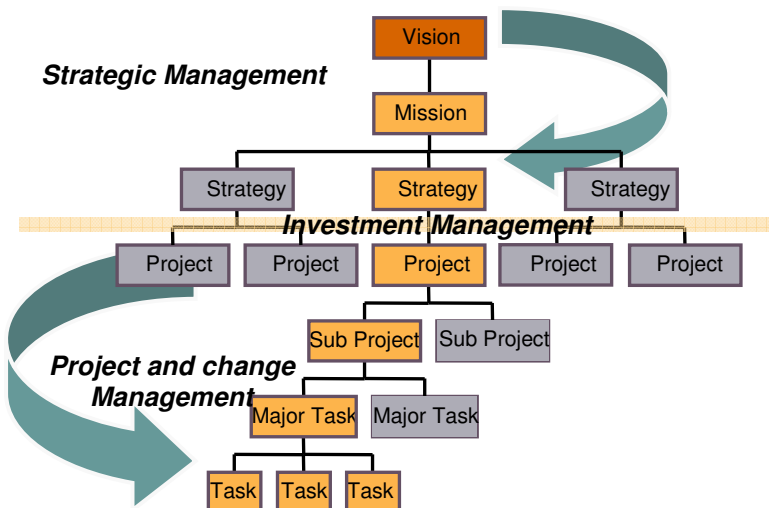 Vision
Strategic Management
Mission
Strategy Strategy Strategy
Investment Management
Project Project Project Project Project
Sub Project Sub Project
Project and change
Management
Major Task Major Task
Task Task Task